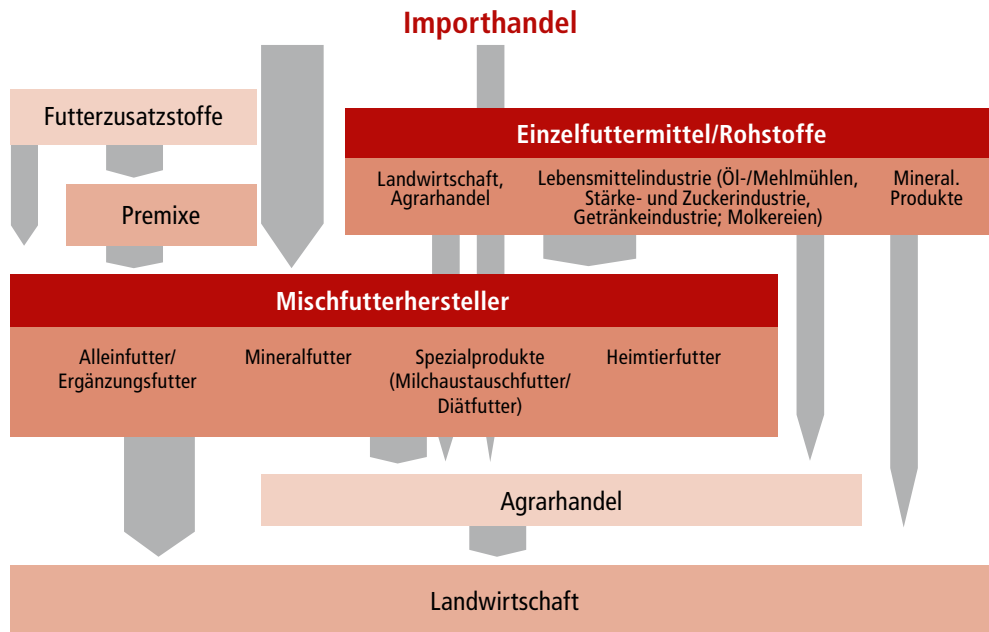 Importhandel
Futterzusatzstoffe
Premixe
Einzelfuttermittel/Rohstoffe
Landwirtschaft,
Agrarhandel
Lebensmittelindustrie (Öl-/Mehlmühlen,
Stärke- und Zuckerindustrie,
Getränkeindustrie; Molkereien)
Mineral.
Produkte
Mischfutterhersteller
Alleinfutter/
Ergänzungsfutter
Mineralfutter
Spezialprodukte
(Milchaustauschfutter/
Diätfutter)
Heimtierfutter
Agrarhandel
Landwirtschaft